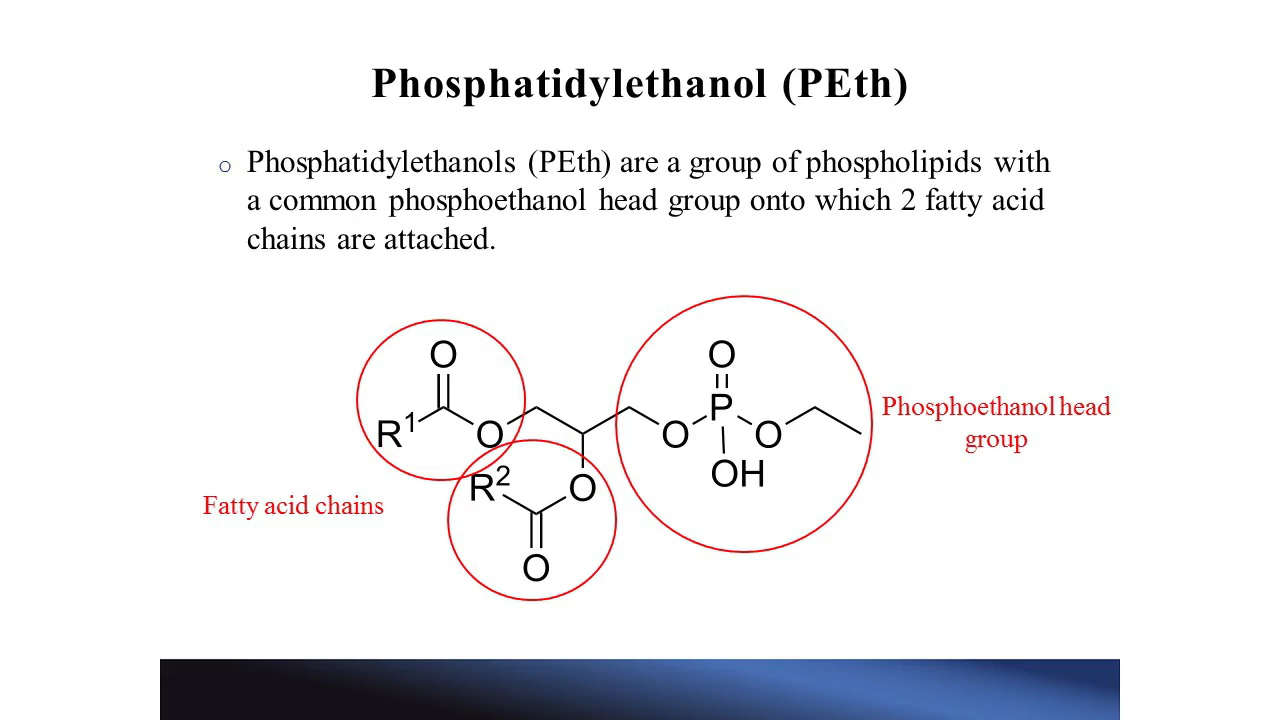 Phosphatidylethanol (PEth)
o Phosphatidylethanols (PEth) are a group of phospholipids with
a common phosphoethanol head group onto which 2 fatty acid
chains are attached.
O O
R1 O O P O
Phosphoethanol head
group
R2 O OH
Fatty acid chains
O